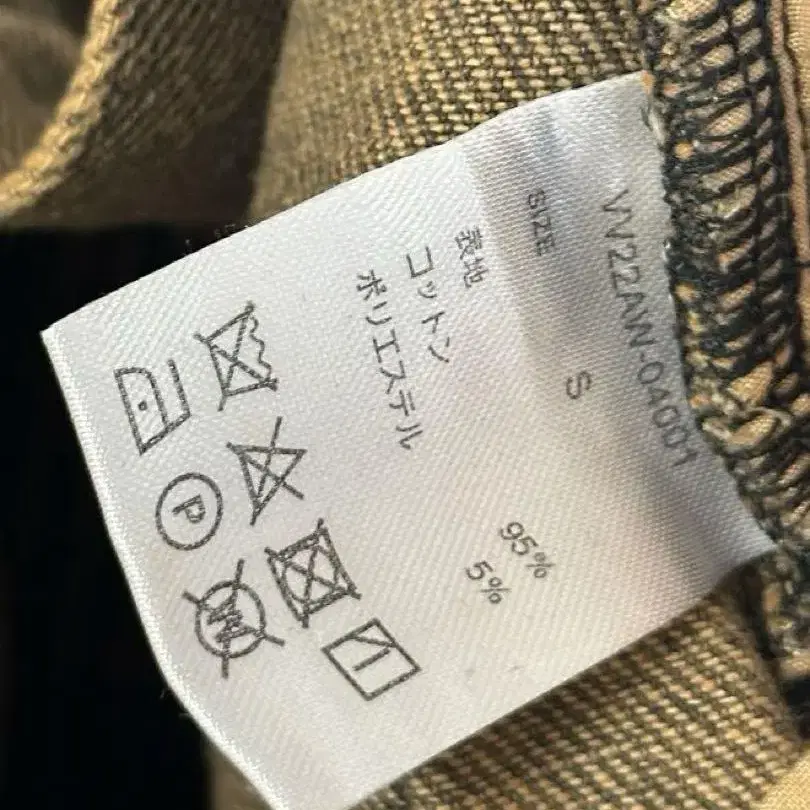 VV22AW-04001
SIZE S
表地
コットン 95%
ポリエステル 5%
P
W